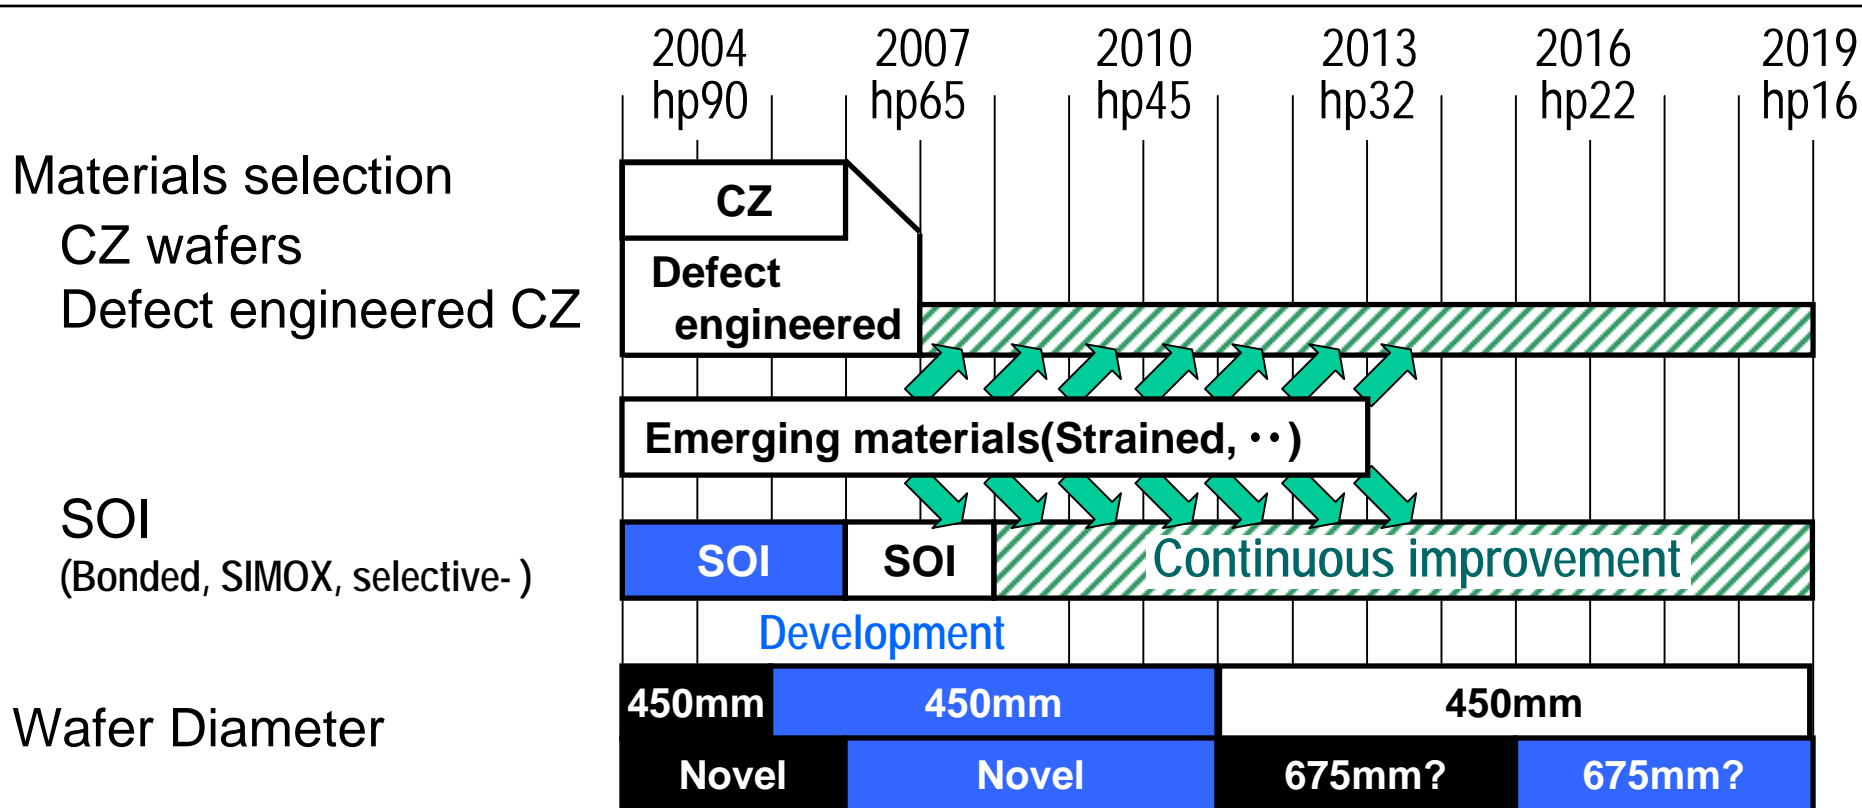 2004 2007 2010 2013 2016 2019
hp90 hp65 hp45 hp32 hp22 hp16
Materials selection
CZ wafers
Defect engineered CZ
CZ
Defect
engineered
Emerging materials(Strained, ‥)
SOI
(Bonded, SIMOX, selective- )
SOI SOI Continuous improvement
Development
Wafer Diameter
450mm 450mm 450mm
Novel Novel 675mm? 675mm?